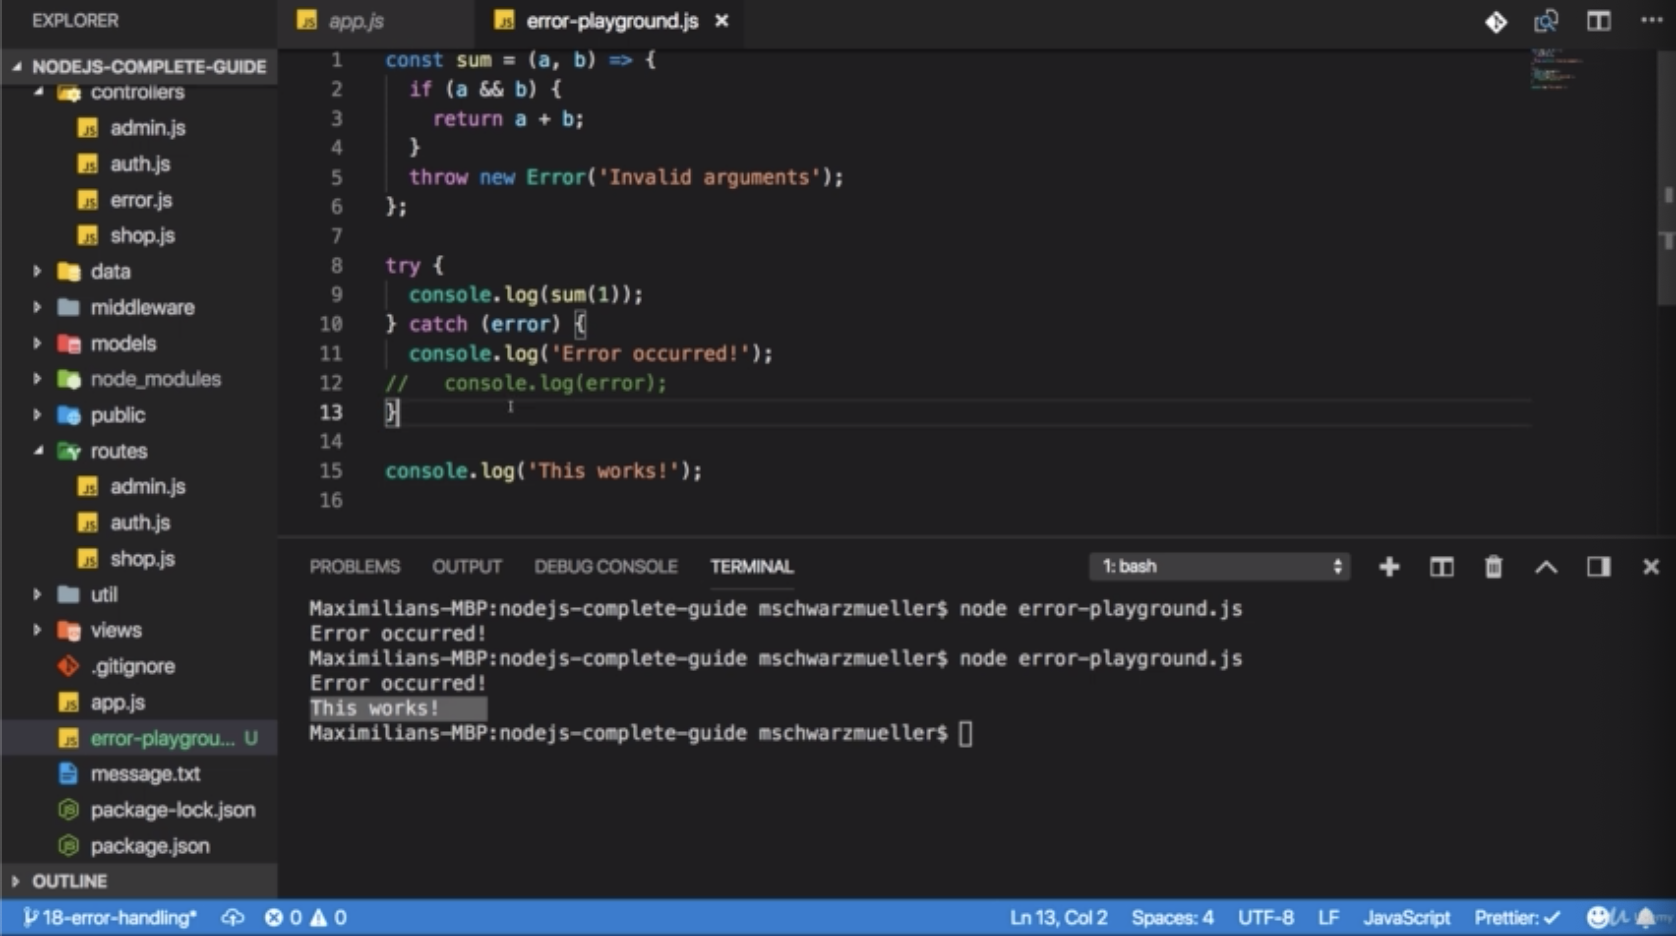 EXPLORER
NODEJS-COMPLETE-GUIDE
controllers
admin.js
auth.js
error.js
shop.js
data
middleware
models
node_modules
public
routes
admin.js
auth.js
shop.js
util
views
.gitignore
app.js
error-playgrou... U
message.txt
package-lock.json
package.json
OUTLINE
app.js error-playground.js
1 const sum = (a, b) => {
2 if (a && b) {
3 return a + b;
4 }
5 throw new Error('Invalid arguments');
6 };
7
8 try {
9 console.log(sum(1));
10 } catch (error) {
11 console.log('Error occurred!');
12 // console.log(error);
13 }
14
15 console.log('This works!');
16
PROBLEMS OUTPUT DEBUG CONSOLE TERMINAL 1: bash
Maximilians-MBP:nodejs-complete-guide mschwarzmueller$ node error-playground.js
Error occurred!
Maximilians-MBP:nodejs-complete-guide mschwarzmueller$ node error-playground.js
Error occurred!
This works!
Maximilians-MBP:nodejs-complete-guide mschwarzmueller$
18-error-handling* 0 0 Ln 13, Col 2 Spaces: 4 UTF-8 LF JavaScript Prettier: ✓